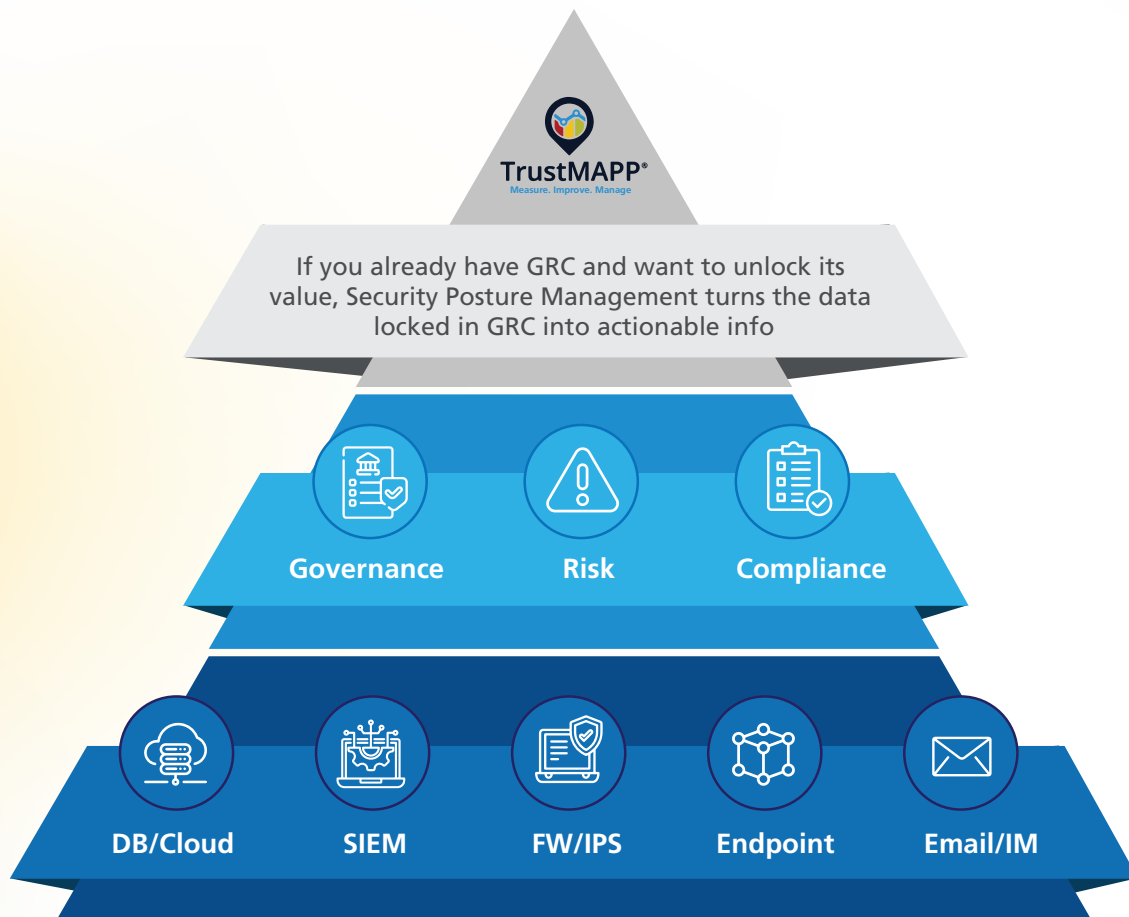 TrustMAPP®
Measure. Improve. Manage
If you already have GRC and want to unlock its
value, Security Posture Management turns the data
locked in GRC into actionable info
Governance Risk Compliance
DB/Cloud SIEM FW/IPS Endpoint Email/IM